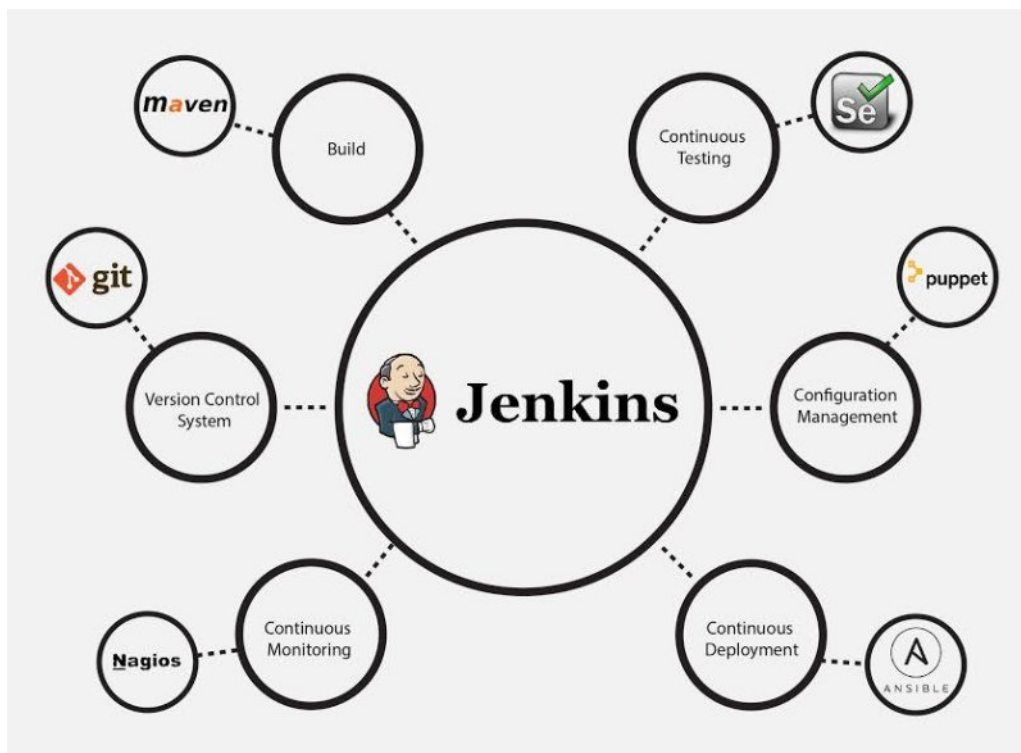 maven
Build
Continuous
Testing
Se
git
puppet
Version Control
System
Jenkins
Configuration
Management
Nagios
Continuous
Monitoring
Continuous
Deployment
A
ANSIBLE